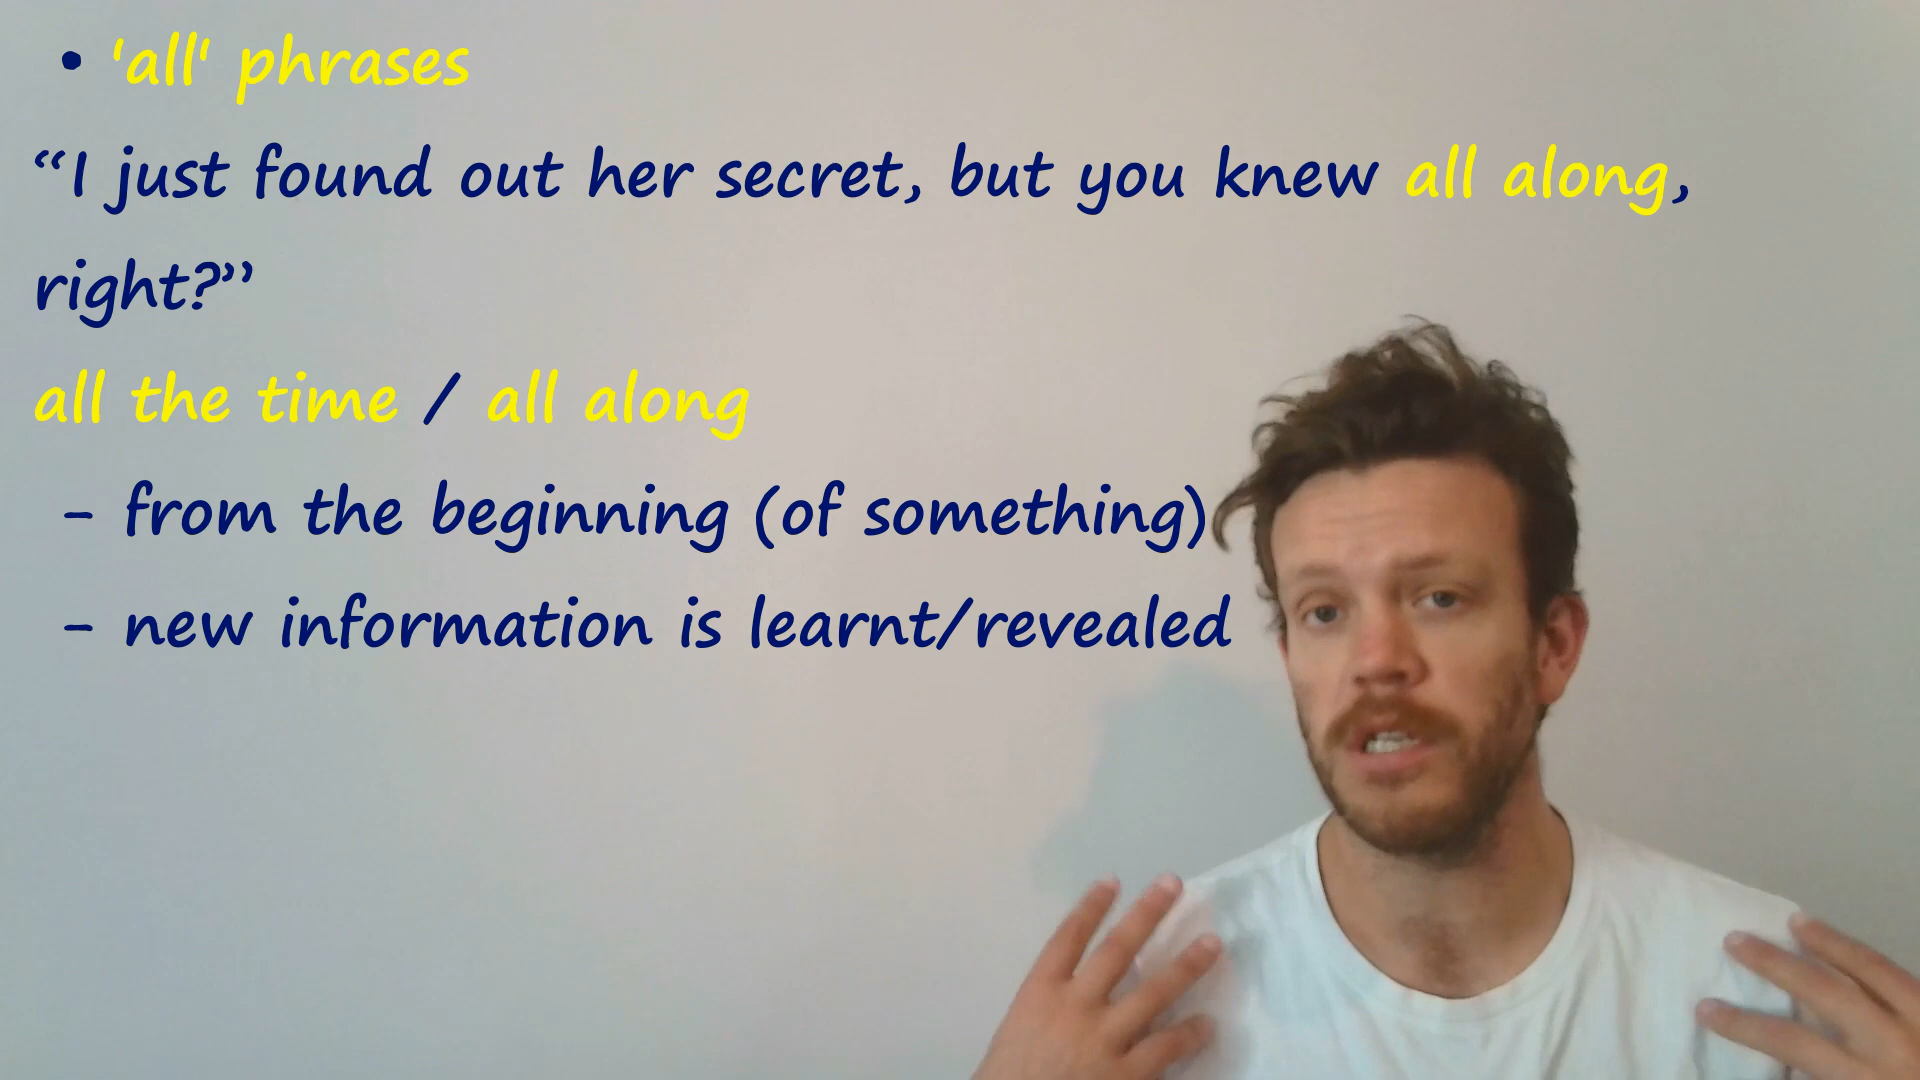 • 'all' phrases
“I just found out her secret, but you knew all along,
right?”
all the time / all along
- from the beginning (of something)
- new information is learnt/revealed